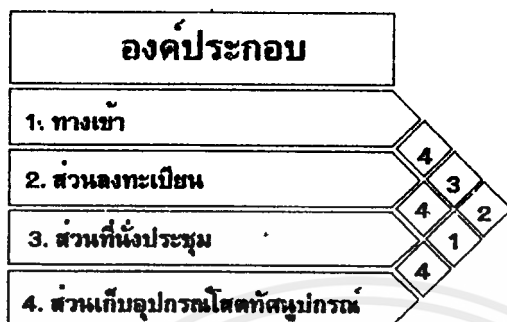 องค์ประกอบ
1. ทางเข้า
2. ส่วนลงทะเบียน
3. ส่วนที่นั่งประชุม
4. ส่วนเก็บอุปกรณโสตทัศนูปกรณ์
4
3
4
2
1
4